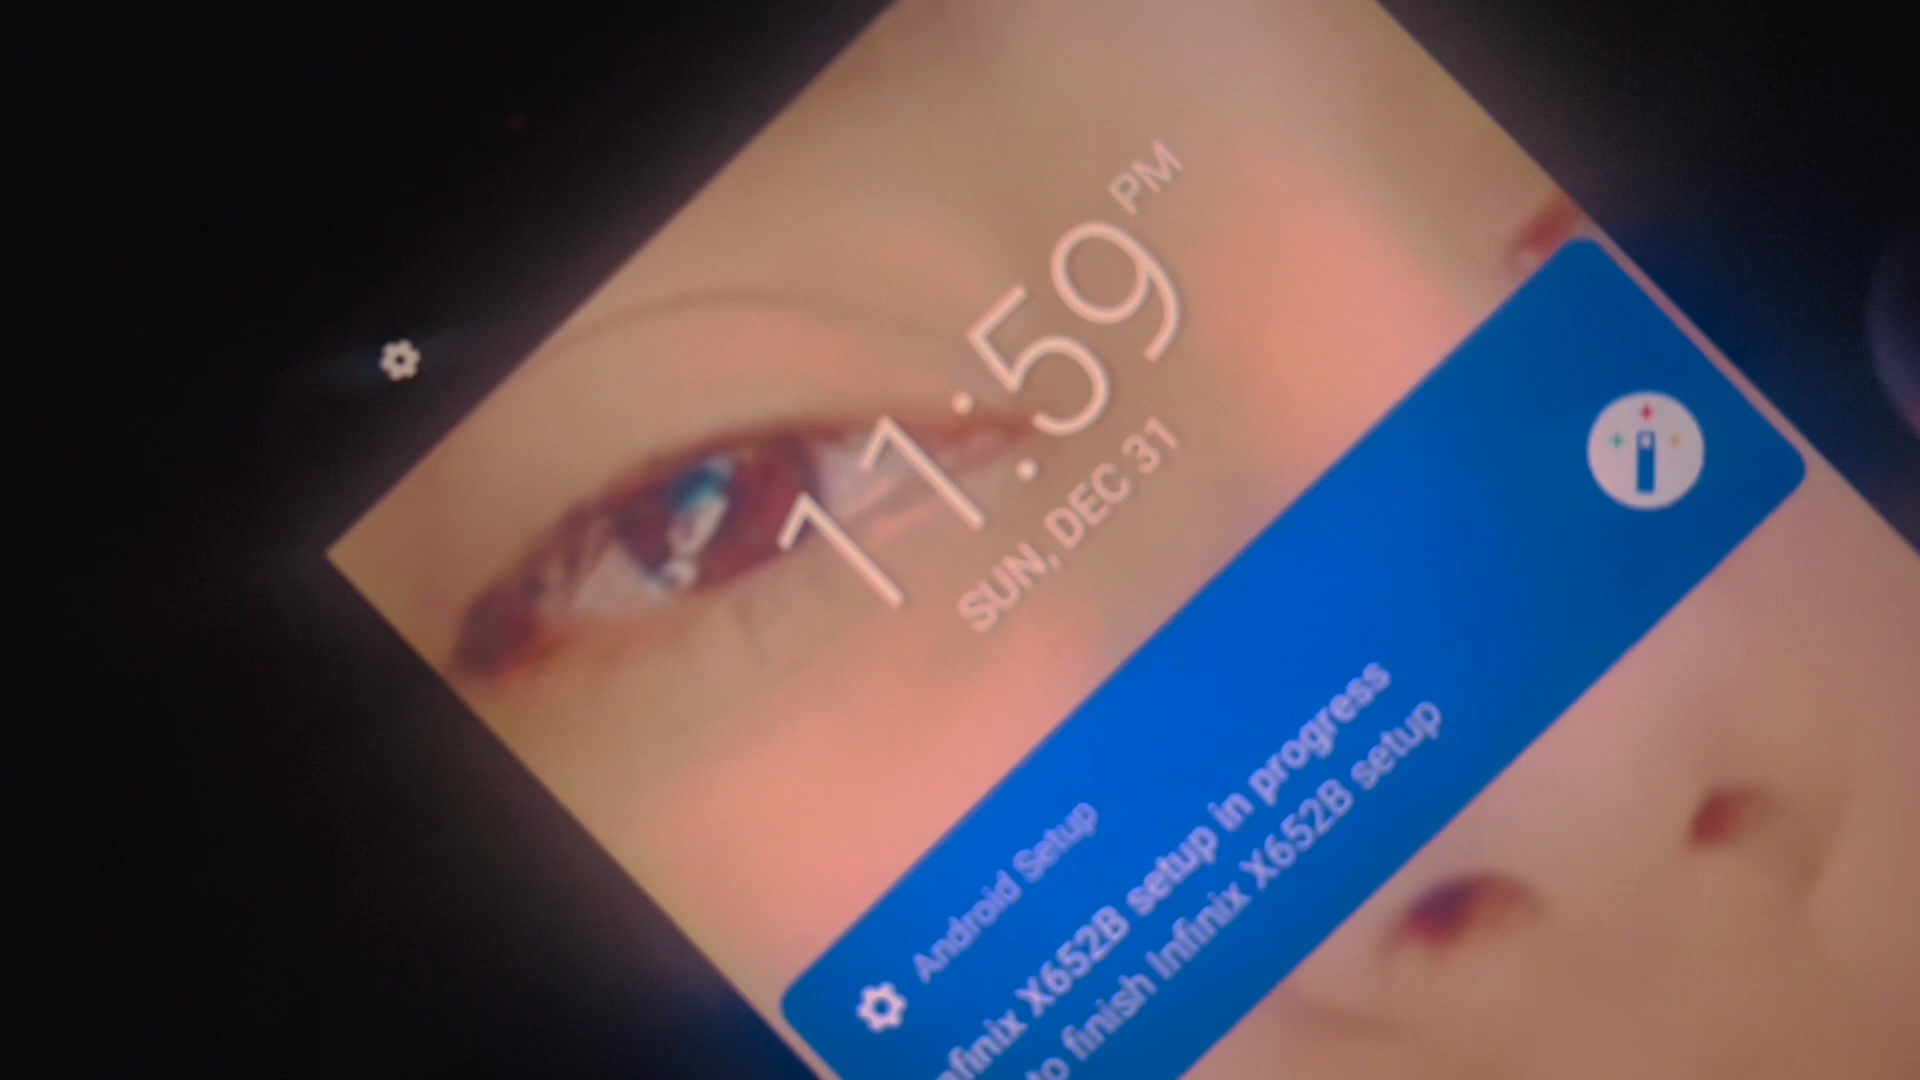 11:59 PM
SUN, DEC 31
Android Setup
Infinix X652B setup in progress
to finish Infinix X652B setup